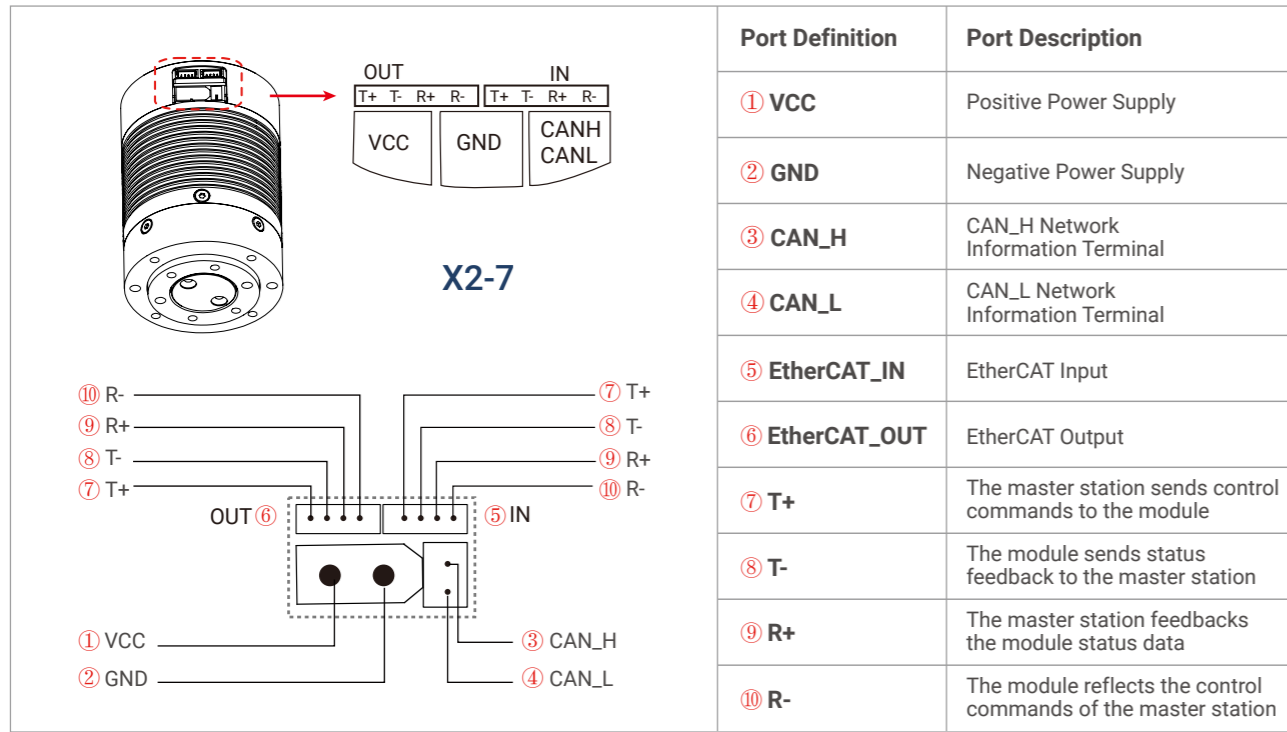 OUT IN
T+ T- R+ R- T+ T- R+ R-
VCC GND CANH
CANL
X2-7
⑩ R- ⑦ T+
⑨ R+ ⑧ T-
⑧ T- ⑨ R+
⑦ T+ ⑩ R-
OUT ⑥ ⑤ IN
① VCC ③ CAN_H
② GND ④ CAN_L
Port Definition Port Description
① VCC Positive Power Supply
② GND Negative Power Supply
③ CAN_H CAN_H Network
Information Terminal
④ CAN_L CAN_L Network
Information Terminal
⑤ EtherCAT_IN EtherCAT Input
⑥ EtherCAT_OUT EtherCAT Output
⑦ T+ The master station sends control
commands to the module
⑧ T- The module sends status
feedback to the master station
⑨ R+ The master station feedbacks
the module status data
⑩ R- The module reflects the control
commands of the master station